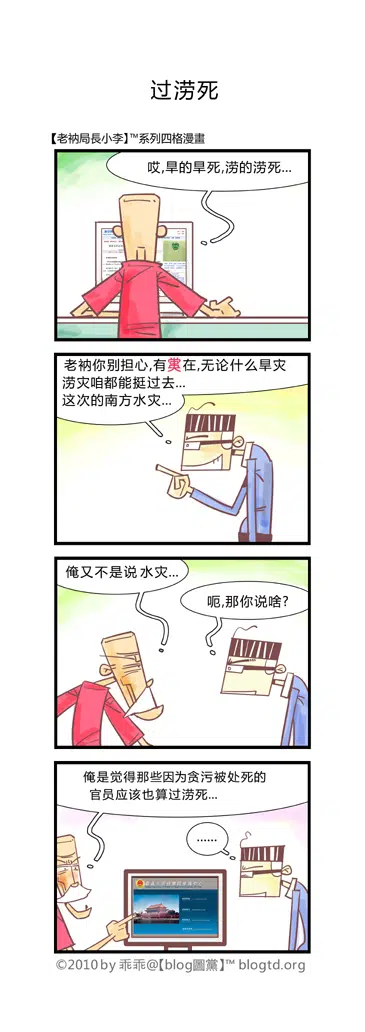 过涝死
【老衲局長小李】™系列四格漫畫
哎,旱的旱死,涝的涝死...
老衲你别担心,有
在,无论什么旱灾
涝灾咱都能挺过去...
这次的南方水灾...
俺又不是说水灾...
呃,那你说啥?
俺是觉得那些因为贪污被处死的
官员应该也算过涝死...
......
©2010 by 乖乖@【blog圖黨】™ blogtd.org